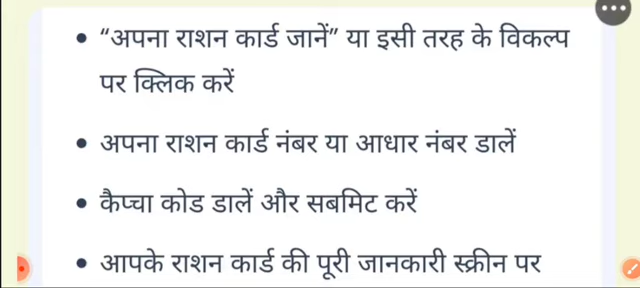 • “अपना राशन कार्ड जानें” या इसी तरह के विकल्प
पर क्लिक करें
• अपना राशन कार्ड नंबर या आधार नंबर डालें
• कैप्चा कोड डालें और सबमिट करें
• आपके राशन कार्ड की पूरी जानकारी स्क्रीन पर